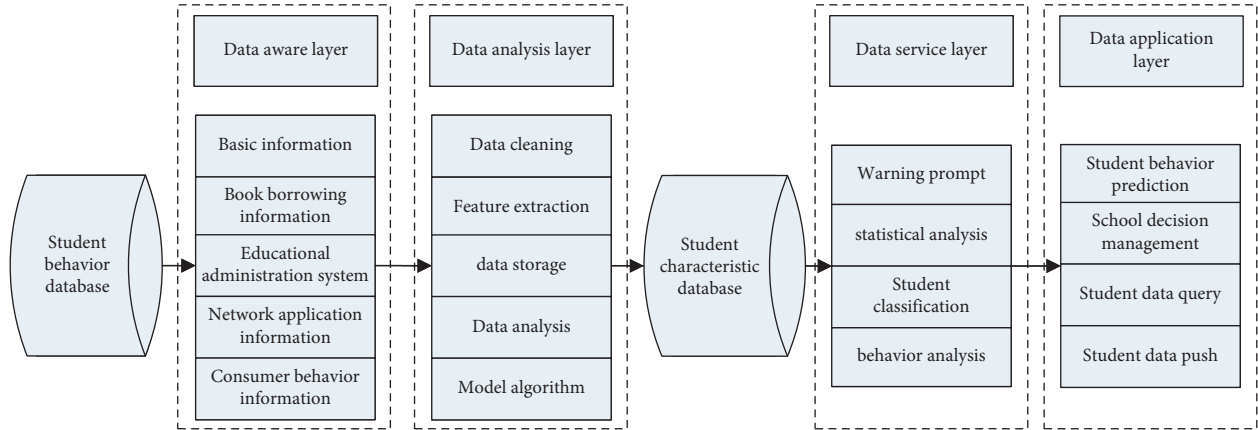 Student
behavior
database
Data aware layer
Basic information
Book borrowing
information
Educational
administration system
Network application
information
Consumer behavior
information
Data analysis layer
Data cleaning
Feature extraction
data storage
Data analysis
Model algorithm
Student
characteristic
database
Data service layer
Warning prompt
statistical analysis
Student
classification
behavior analysis
Data application
layer
Student behavior
prediction
School decision
management
Student data query
Student data push